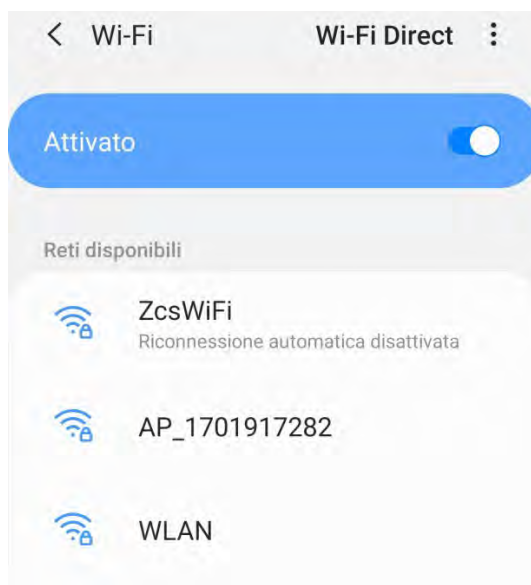 Wi-Fi Wi-Fi Direct
Attivato
Reti disponibili
ZcsWiFi
Riconnessione automatica disattivata
AP_1701917282
WLAN